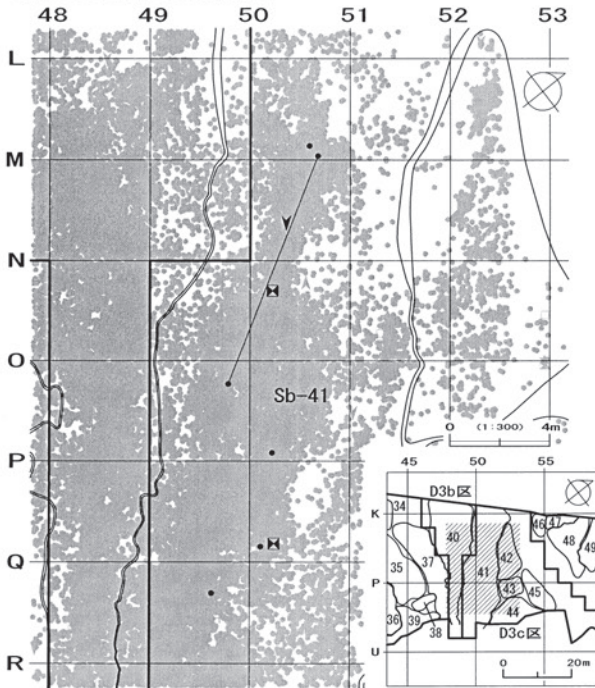 48 49 50 51 52 53
L
M
N
O
Sb-41
P
Q
R
0 (1:300) 4m
45 50 55
D3b区
K
34 40 46 47
48 49
35 37 42
41
P
43 45
36 39 44
38
D3c区
U
0 20m